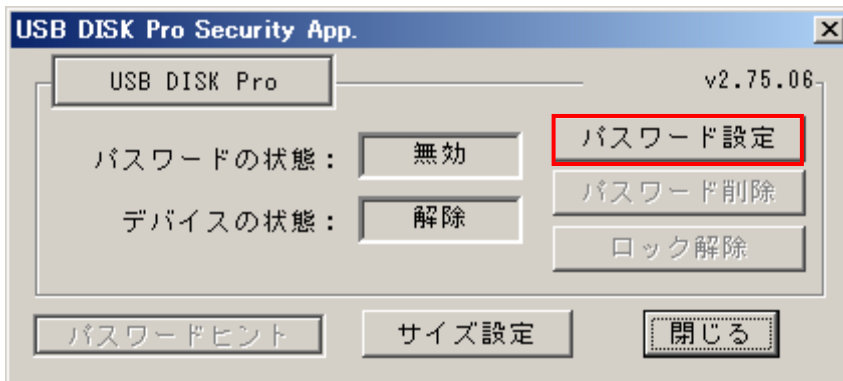 USB DISK Pro Security App.
USB DISK Pro
v2.75.06
パスワードの状態： 無効
パスワード設定
パスワード削除
デバイスの状態： 解除
ロック解除
パスワードヒント
サイズ設定
閉じる